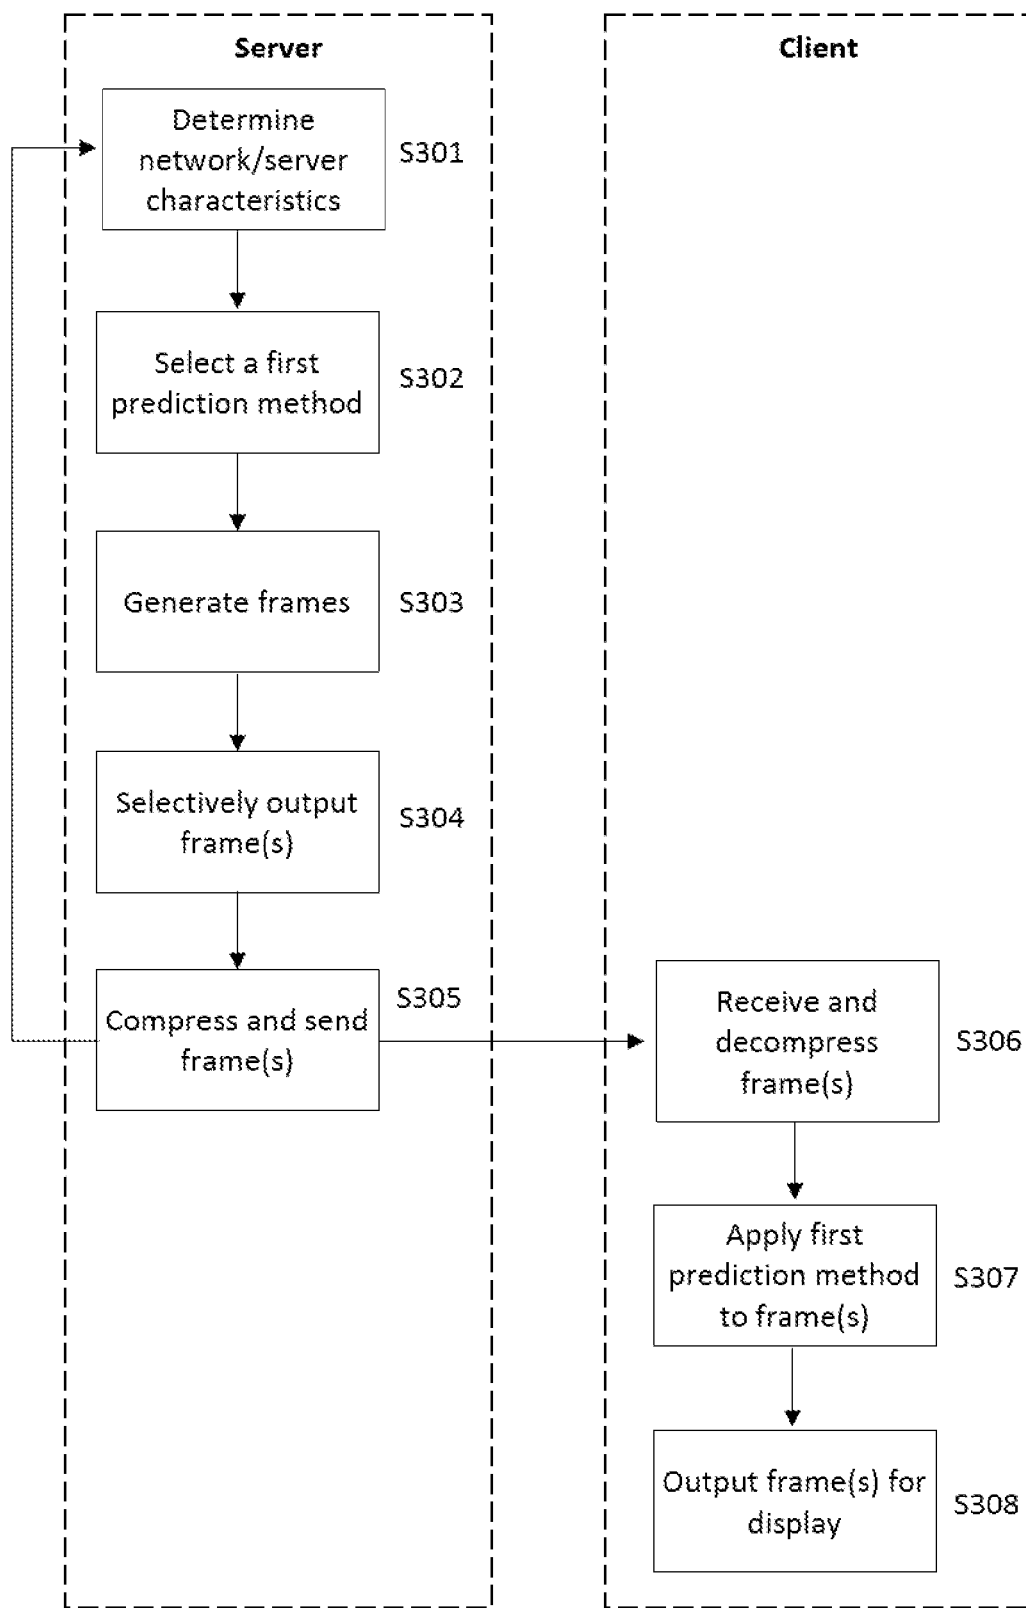 Server
Determine
network/server
characteristics
S301
Select a first
prediction method
S302
Generate frames
S303
Selectively output
frame(s)
S304
Compress and send
frame(s)
S305
Client
Receive and
decompress
frame(s)
S306
Apply first
prediction method
to frame(s)
S307
Output frame(s) for
display
S308